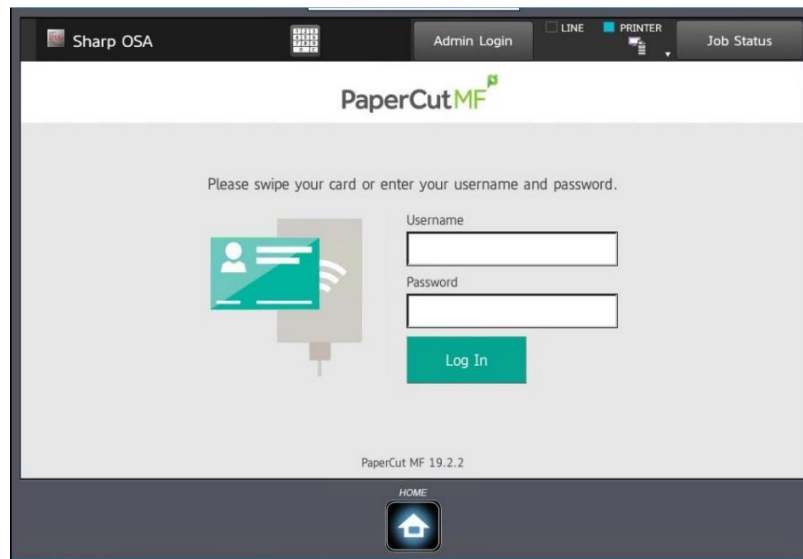 Sharp OSA
Admin Login
LINE
PRINTER
Job Status
PaperCut MF
Please swipe your card or enter your username and password.
Username
Password
Log In
PaperCut MF 19.2.2
HOME